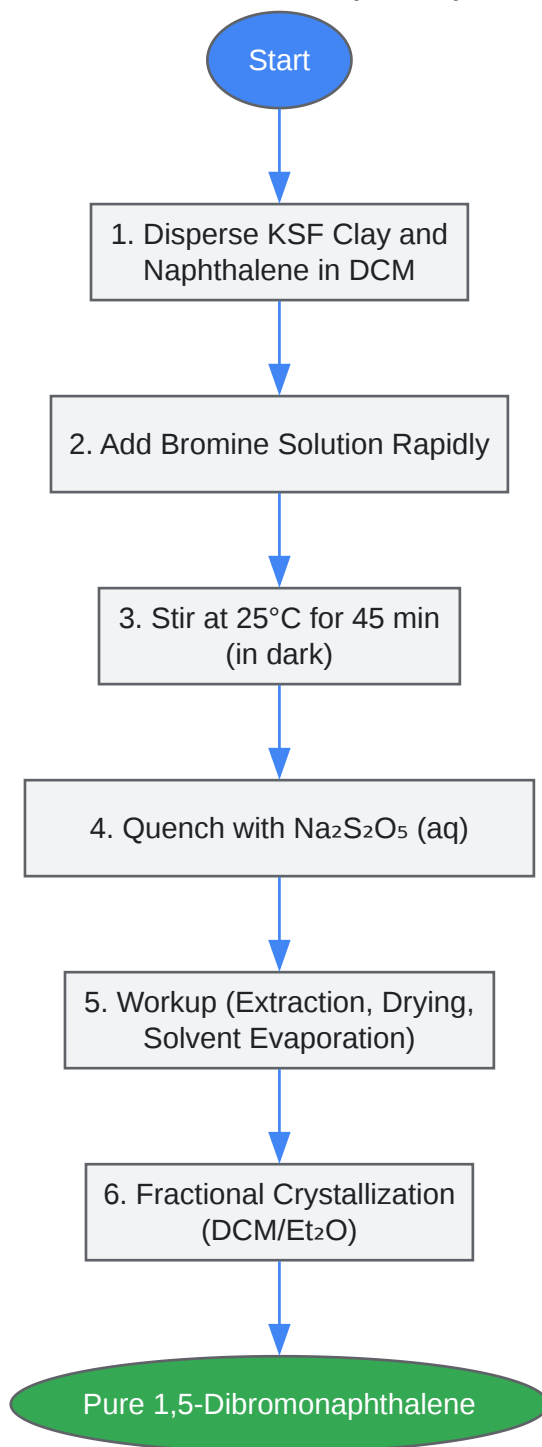 Start
1. Disperse KSF Clay and
Naphthalene in DCM
2. Add Bromine Solution Rapidly
3. Stir at 25°C for 45 min
(in dark)
4. Quench with Na₂S₂O₅ (aq)
5. Workup (Extraction, Drying,
Solvent Evaporation)
6. Fractional Crystallization
(DCM/Et₂O)
Pure 1,5-Dibromonaphthalene